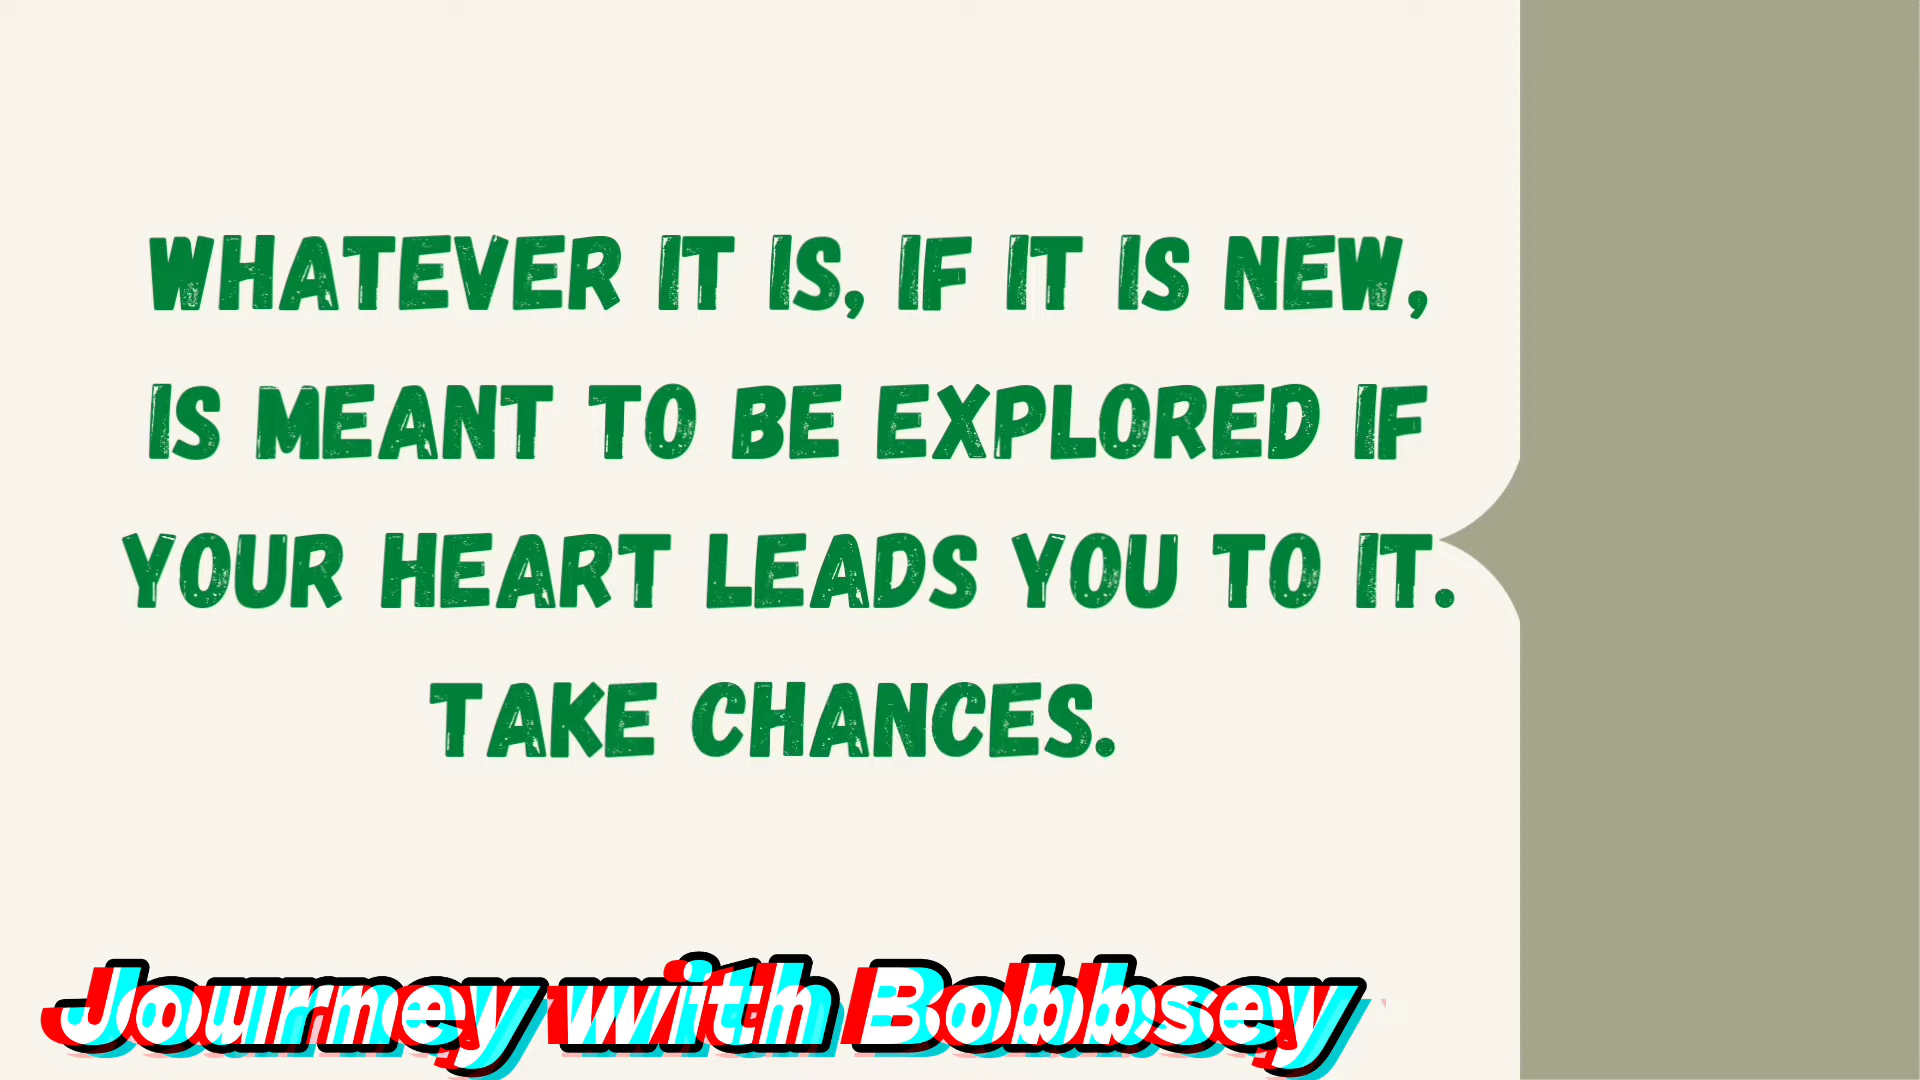 WHATEVER IT IS, IF IT IS NEW,
IS MEANT TO BE EXPLORED IF
YOUR HEART LEADS YOU TO IT.
TAKE CHANCES.
Journey with Bobbsey